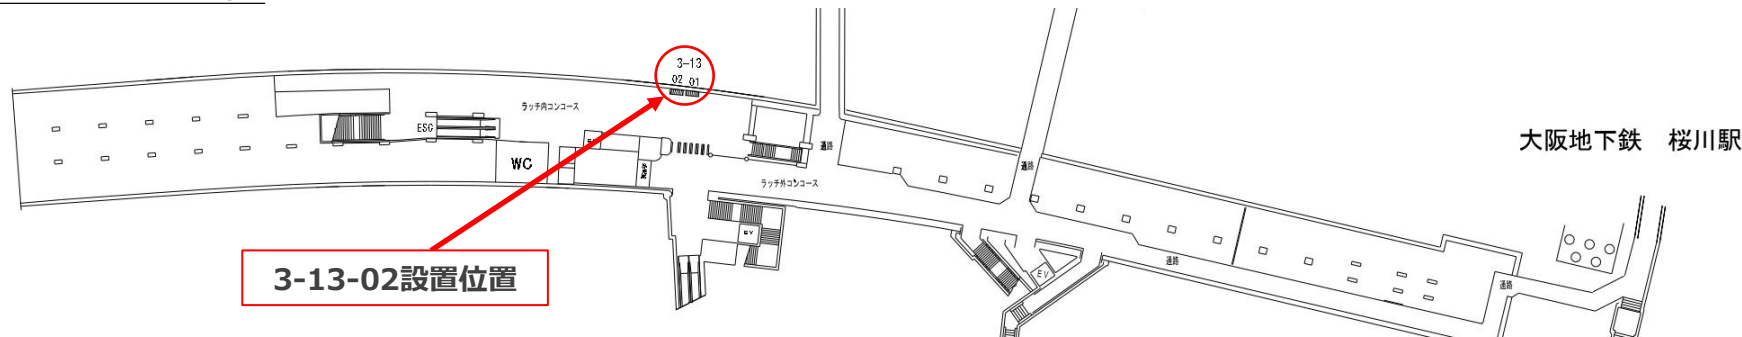 3-13
02 01
ラッチ内コンコース
ESC
大阪地下鉄 桜川駅
通路
WC
通路
ラッチ外コンコース
EV
通路
3-13-02設置位置
EV
通路